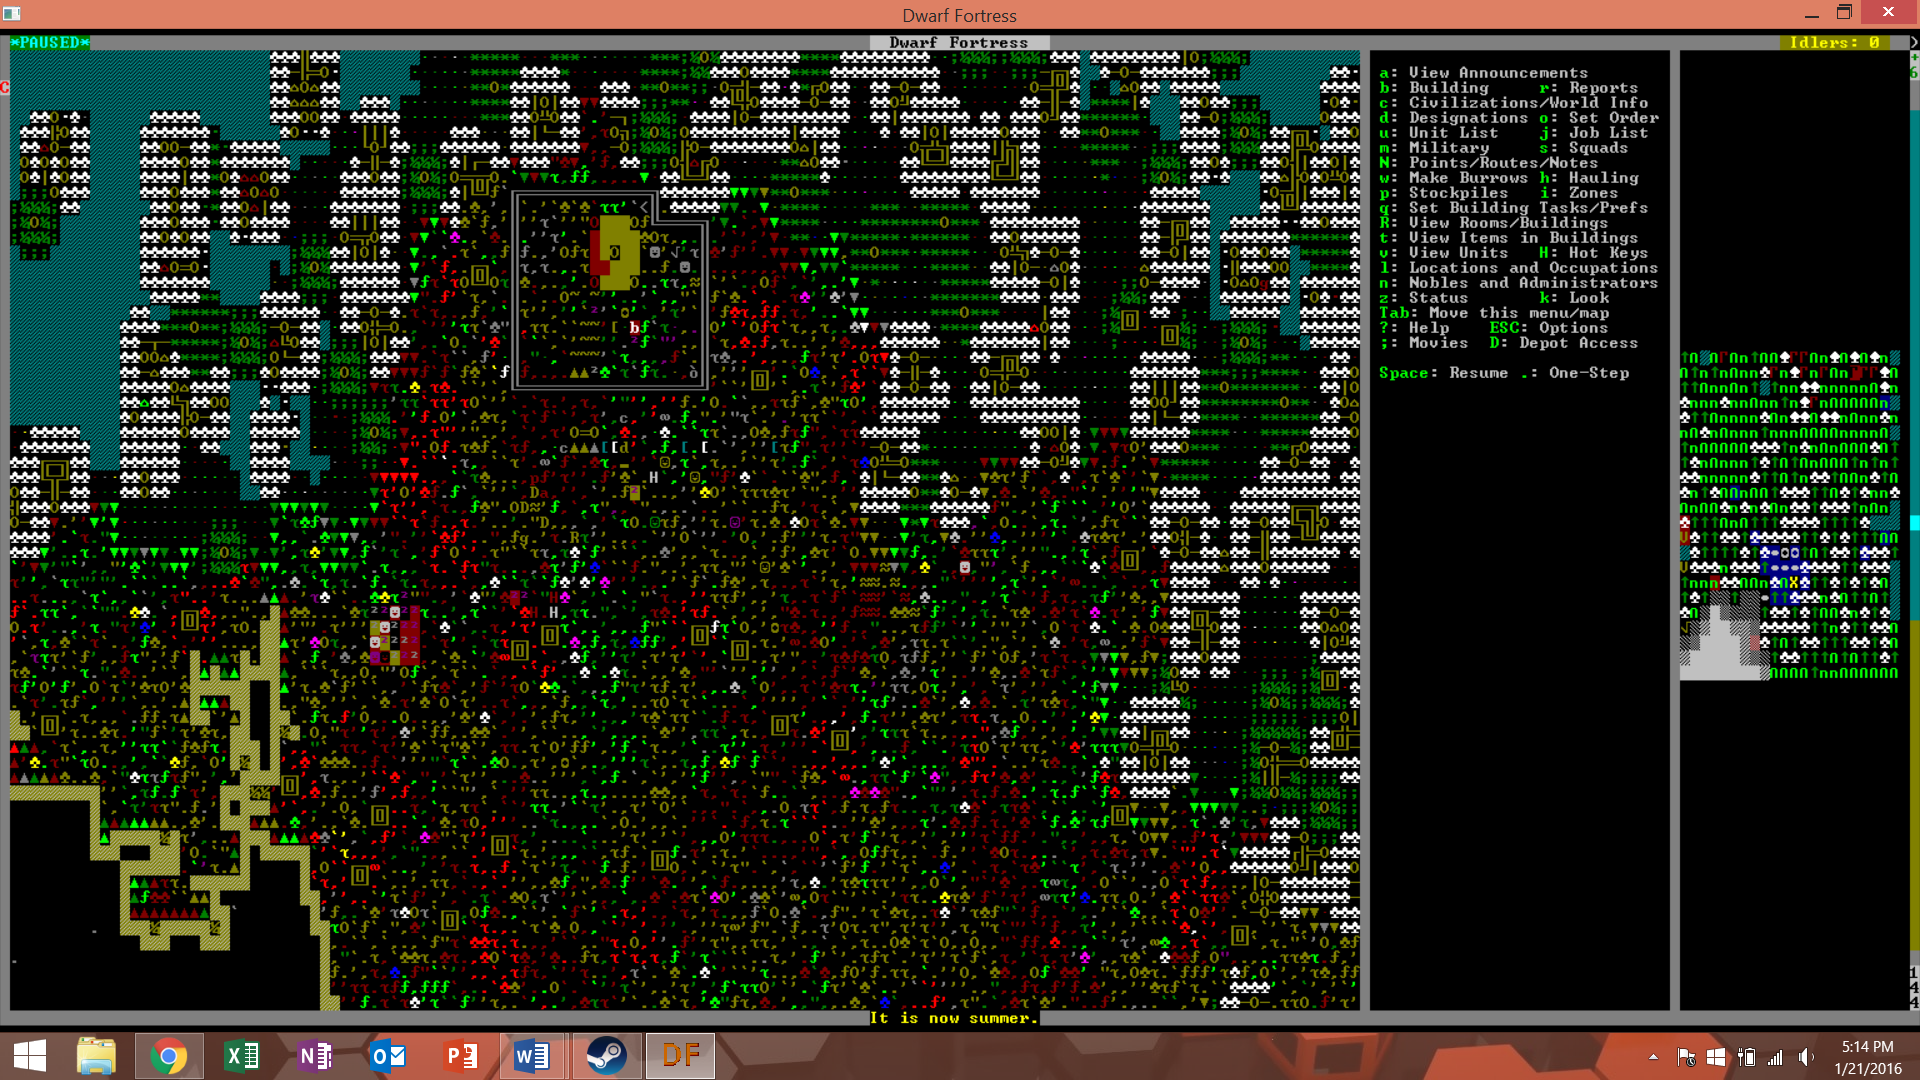 Dwarf Fortress
*PAUSED*
Dwarf Fortress
Idlers: 0
a: View Announcements
b: Building r: Reports
c: Civilizations/World Info
d: Designations o: Set Order
u: Unit List j: Job List
m: Military s: Squads
N: Points/Routes/Notes
w: Make Burrows h: Hauling
p: Stockpiles i: Zones
q: Set Building Tasks/Prefs
R: View Rooms/Buildings
t: View Items in Buildings
v: View Units H: Hot Keys
l: Locations and Occupations
n: Nobles and Administrators
z: Status k: Look
Tab: Move this menu/map
?: Help ESC: Options
;: Movies D: Depot Access
Space: Resume .: One-Step
It is now summer.
DF
5:14 PM
1/21/2016